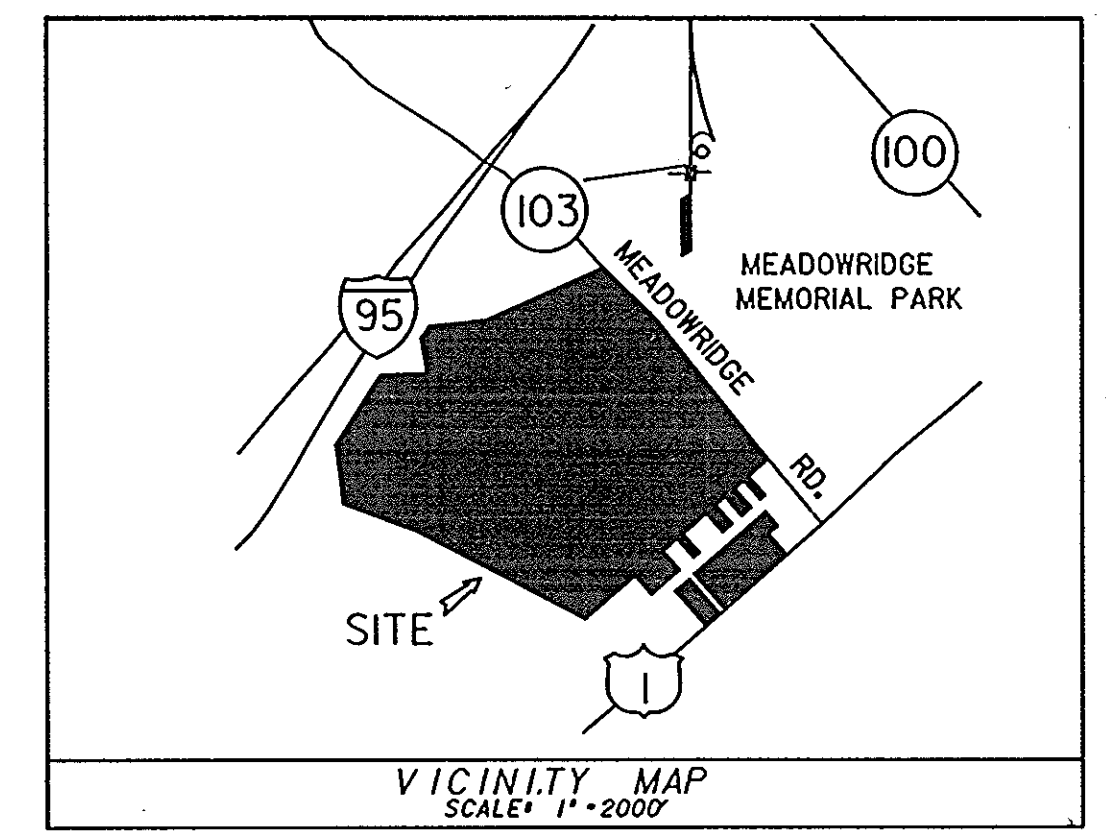 100
103
MEADOWRIDGE
MEMORIAL PARK
MEADOWRIDGE RD.
95
SITE
1
VICINITY MAP
SCALE: 1" = 2000'